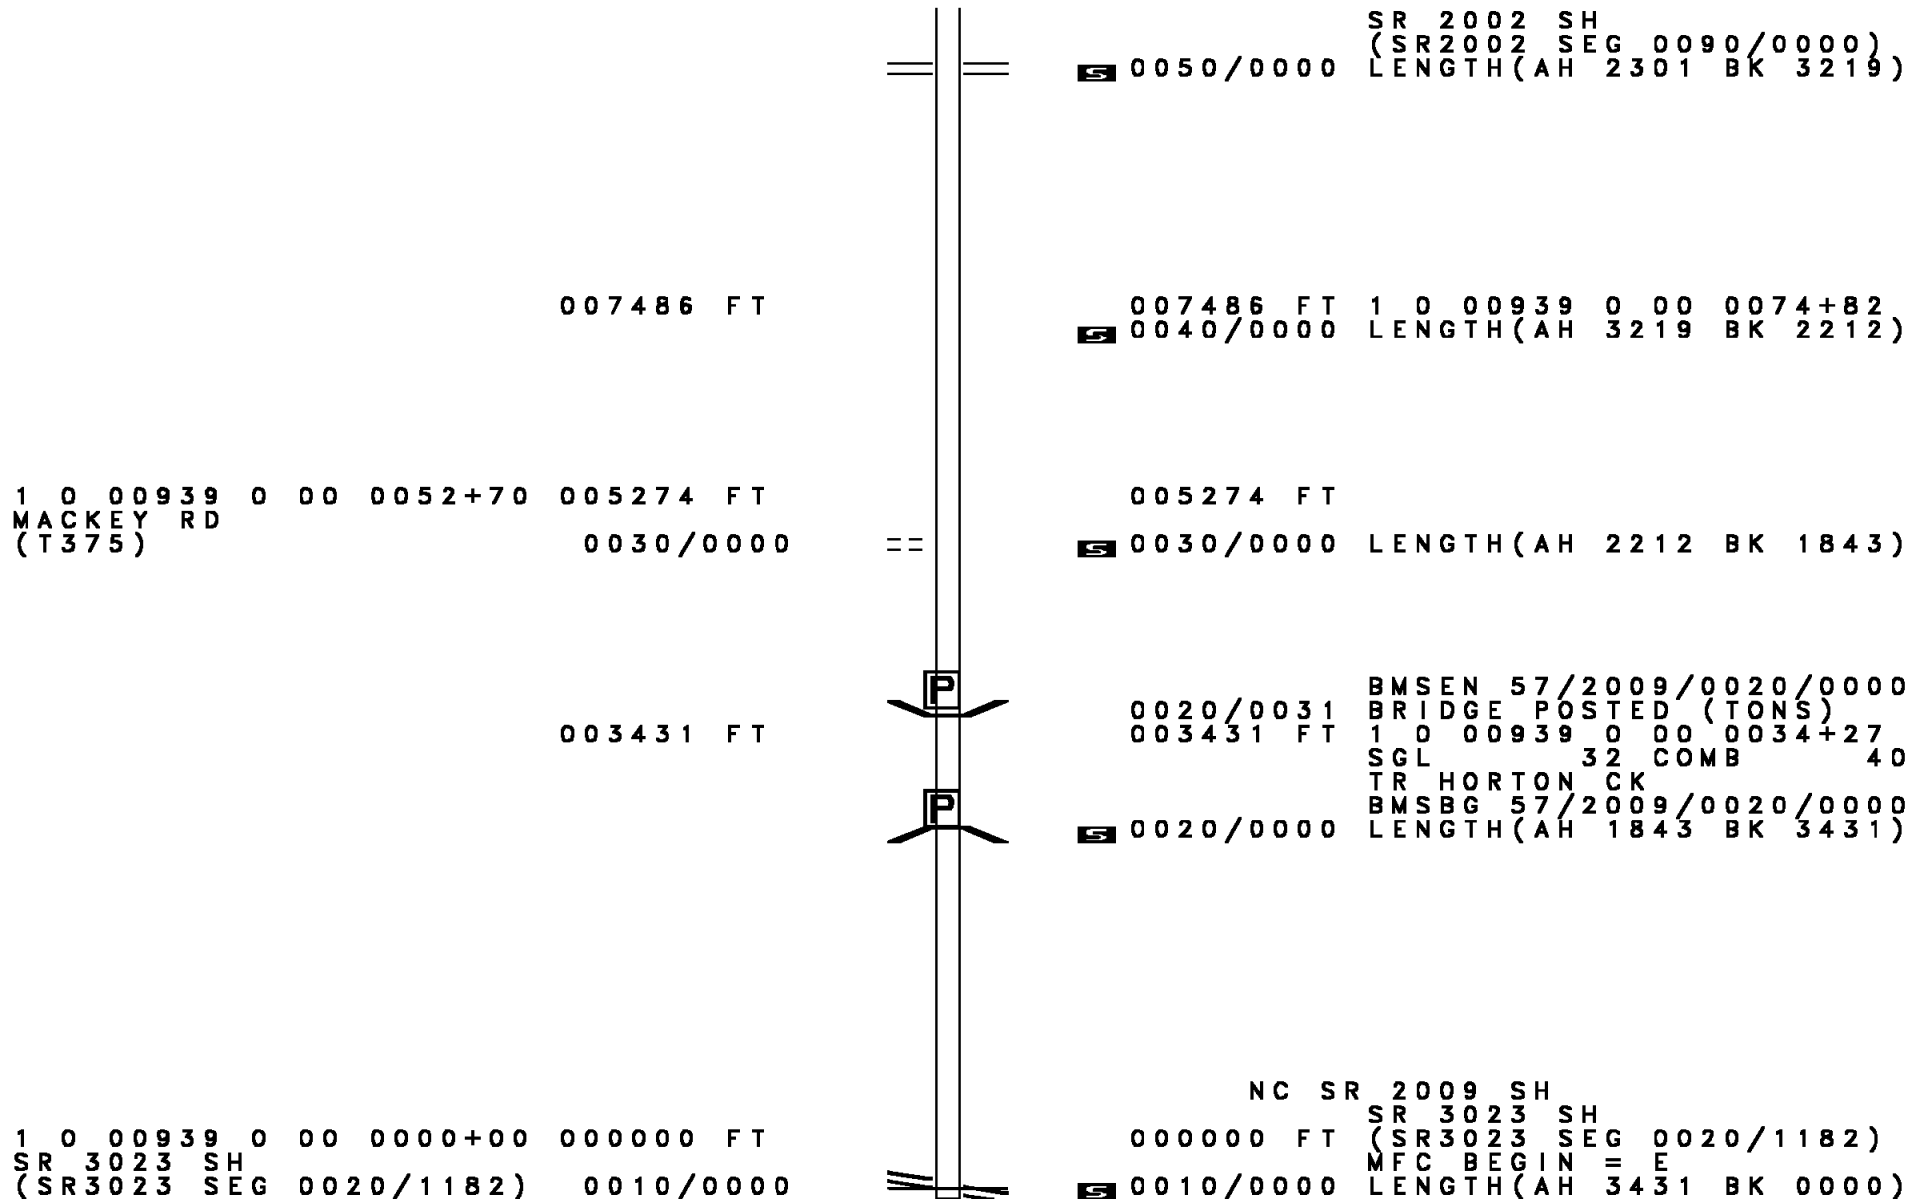 SR 2002 SH
(SR2002 SEG 0090/0000)
S 0050/0000 LENGTH(AH 2301 BK 3219)
007486 FT 007486 FT 1 0 00939 0 00 0074+82
S 0040/0000 LENGTH(AH 3219 BK 2212)
1 0 00939 0 00 0052+70 005274 FT 005274 FT
MACKEY RD
(T375) 0030/0000 S 0030/0000 LENGTH(AH 2212 BK 1843)
P BMSEN 57/2009/0020/0000
0020/0031 BRIDGE POSTED (TONS)
003431 FT 003431 FT 1 0 00939 0 00 0034+27
SGL 32 COMB 40
TR HORTON CK
P BMSBG 57/2009/0020/0000
S 0020/0000 LENGTH(AH 1843 BK 3431)
NC SR 2009 SH
SR 3023 SH
1 0 00939 0 00 0000+00 000000 FT 000000 FT (SR3023 SEG 0020/1182)
SR 3023 SH MFC BEGIN = E
(SR3023 SEG 0020/1182) 0010/0000 S 0010/0000 LENGTH(AH 3431 BK 0000)